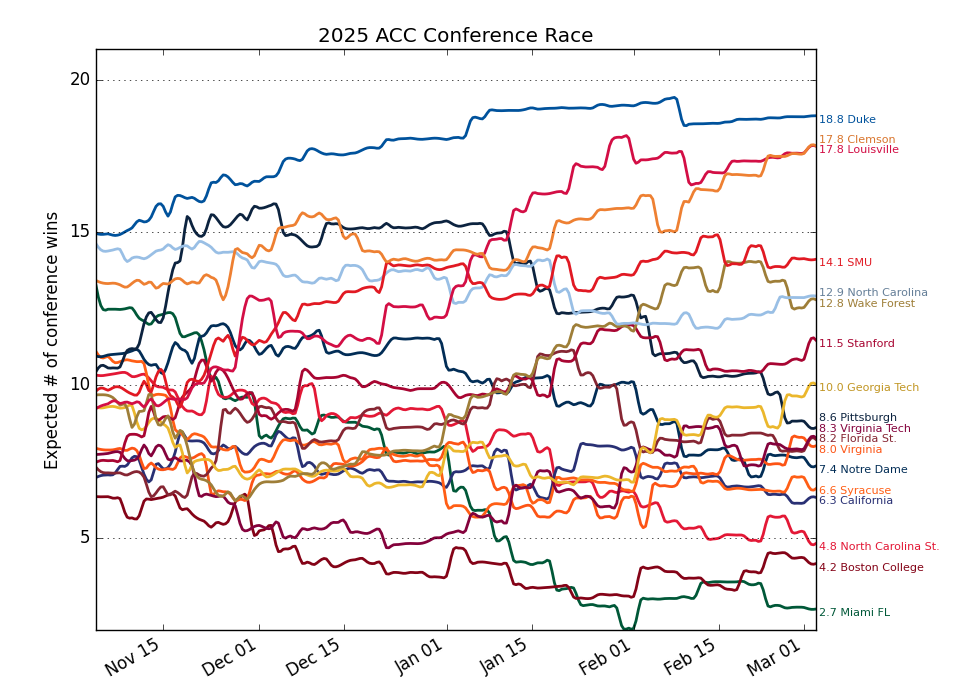 2025 ACC Conference Race
Expected # of conference wins
20
15
10
5
Nov 15
Dec 01
Dec 15
Jan 01
Jan 15
Feb 01
Feb 15
Mar 01
18.8 Duke
17.8 Clemson
17.8 Louisville
14.1 SMU
12.9 North Carolina
12.8 Wake Forest
11.5 Stanford
10.0 Georgia Tech
8.6 Pittsburgh
8.3 Virginia Tech
8.2 Florida St.
8.0 Virginia
7.4 Notre Dame
6.6 Syracuse
6.3 California
4.8 North Carolina St.
4.2 Boston College
2.7 Miami FL